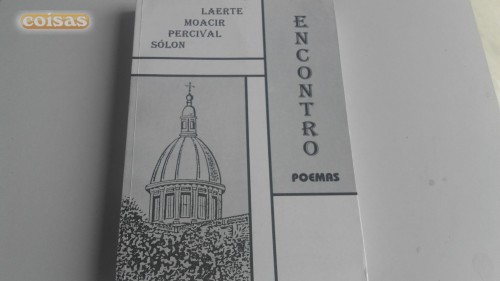 coisas
LAERTE
MOACIR
PERCIVAL
SÓLON
ENCONTRO
POEMAS